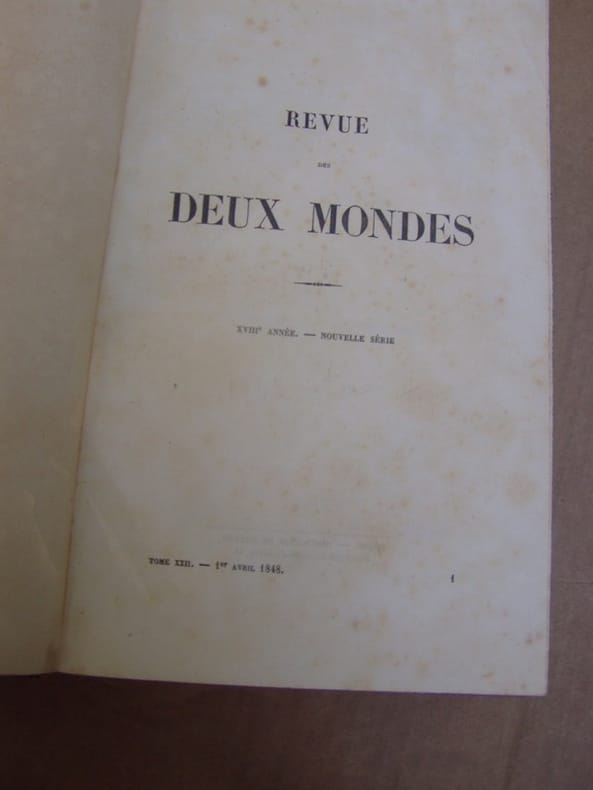 REVUE
DES
DEUX MONDES
XVIIIᵉ ANNÉE. — NOUVELLE SÉRIE
TOME XXII. — 1ᵉʳ AVRIL 1848.
1